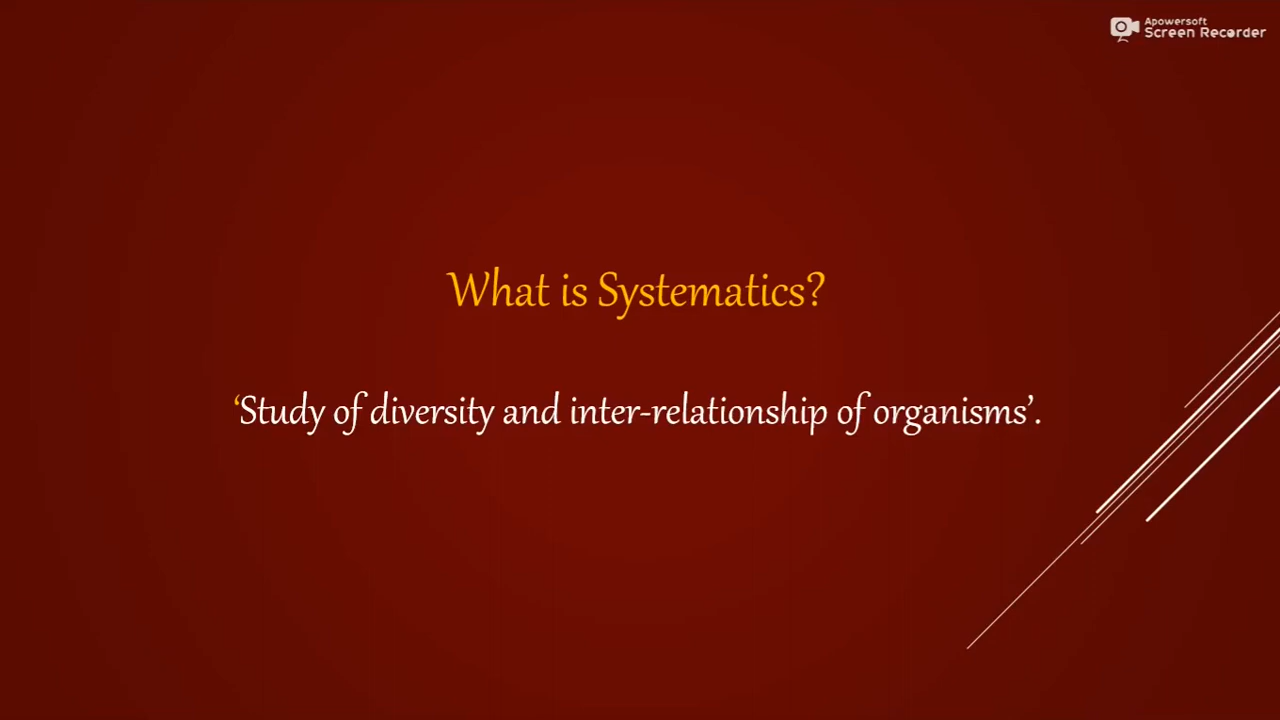 Apowersoft
Screen Recorder
What is Systematics?
‘Study of diversity and inter-relationship of organisms’.